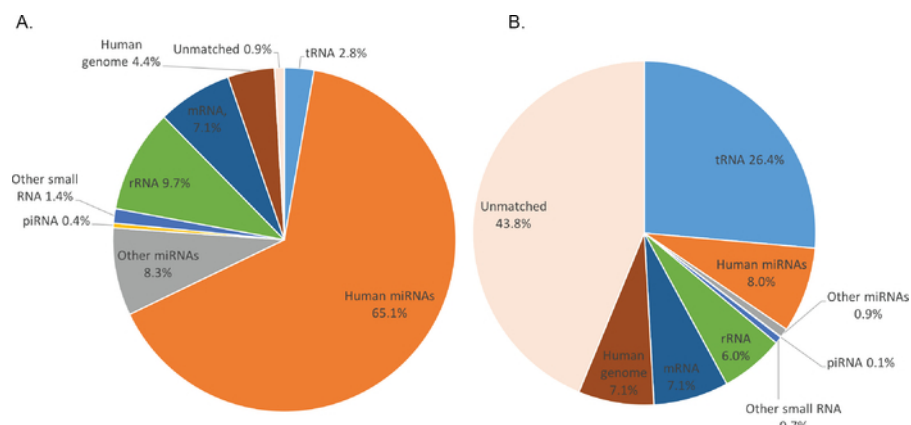 A.
Human
genome 4.4%
Unmatched 0.9%
tRNA 2.8%
mRNA,
7.1%
rRNA 9.7%
Other small
RNA 1.4%
piRNA 0.4%
Other miRNAs
8.3%
Human miRNAs
65.1%
B.
tRNA 26.4%
Unmatched
43.8%
Human miRNAs
8.0%
Other miRNAs
0.9%
rRNA
6.0%
piRNA 0.1%
mRNA
7.1%
Human
genome
7.1%
Other small RNA